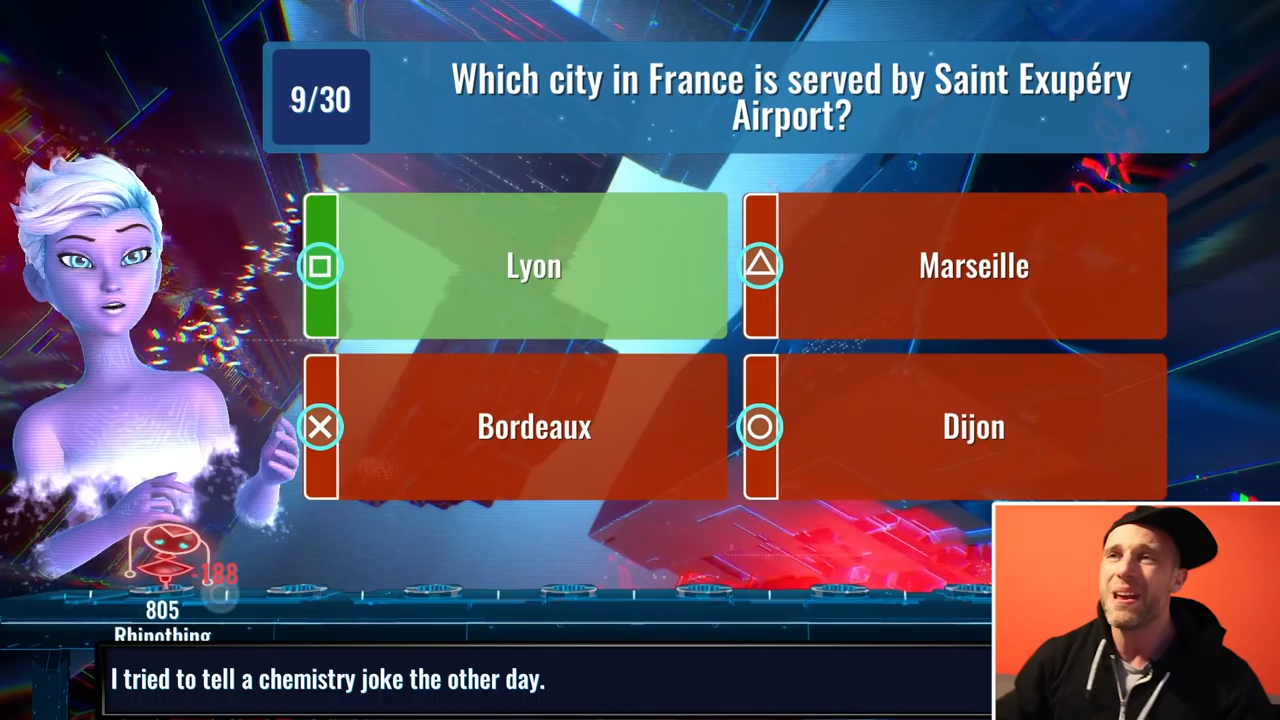 9/30
Which city in France is served by Saint Exupéry
Airport?
Lyon
Marseille
Bordeaux
Dijon
-188
805
Rhinothing
I tried to tell a chemistry joke the other day.